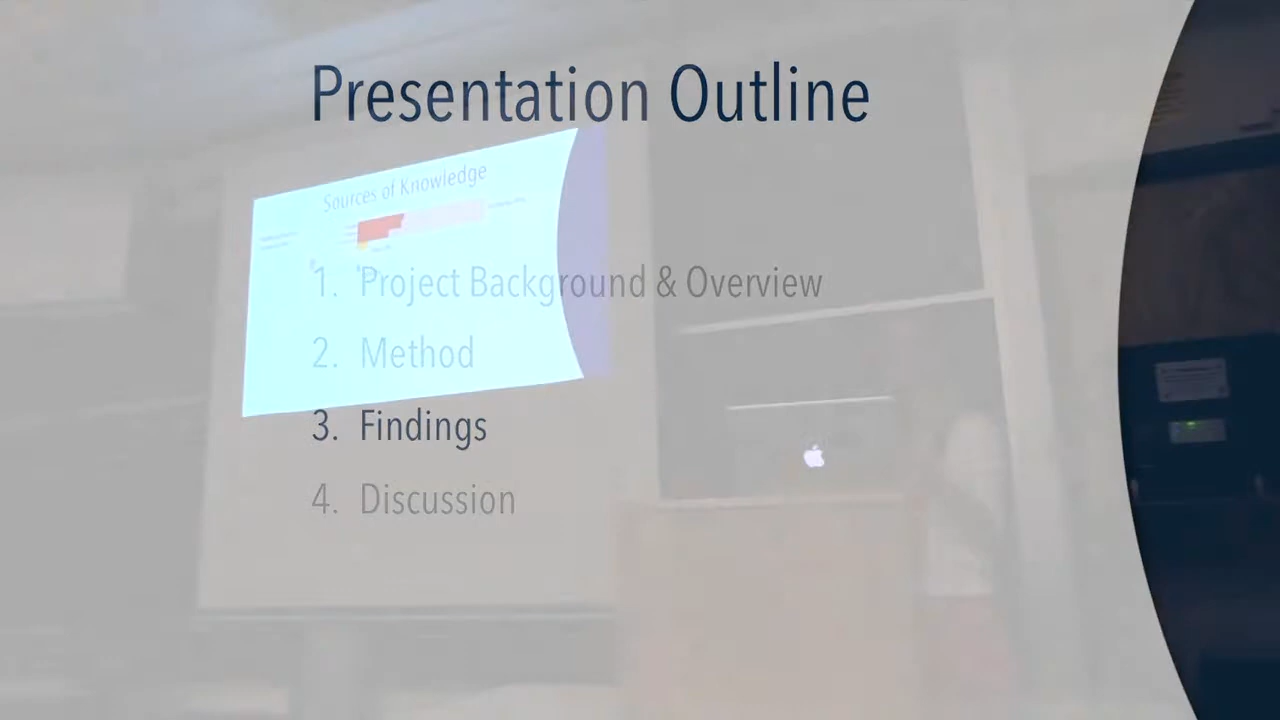 Presentation Outline
Sources of Knowledge
1. Project Background & Overview
2. Method
3. Findings
4. Discussion